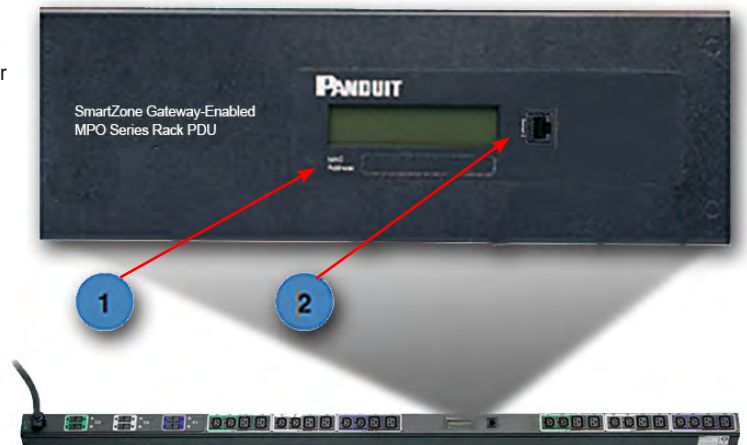 r
PANDUIT
SmartZone Gateway-Enabled
MPO Series Rack PDU
MAC
Address
1
2